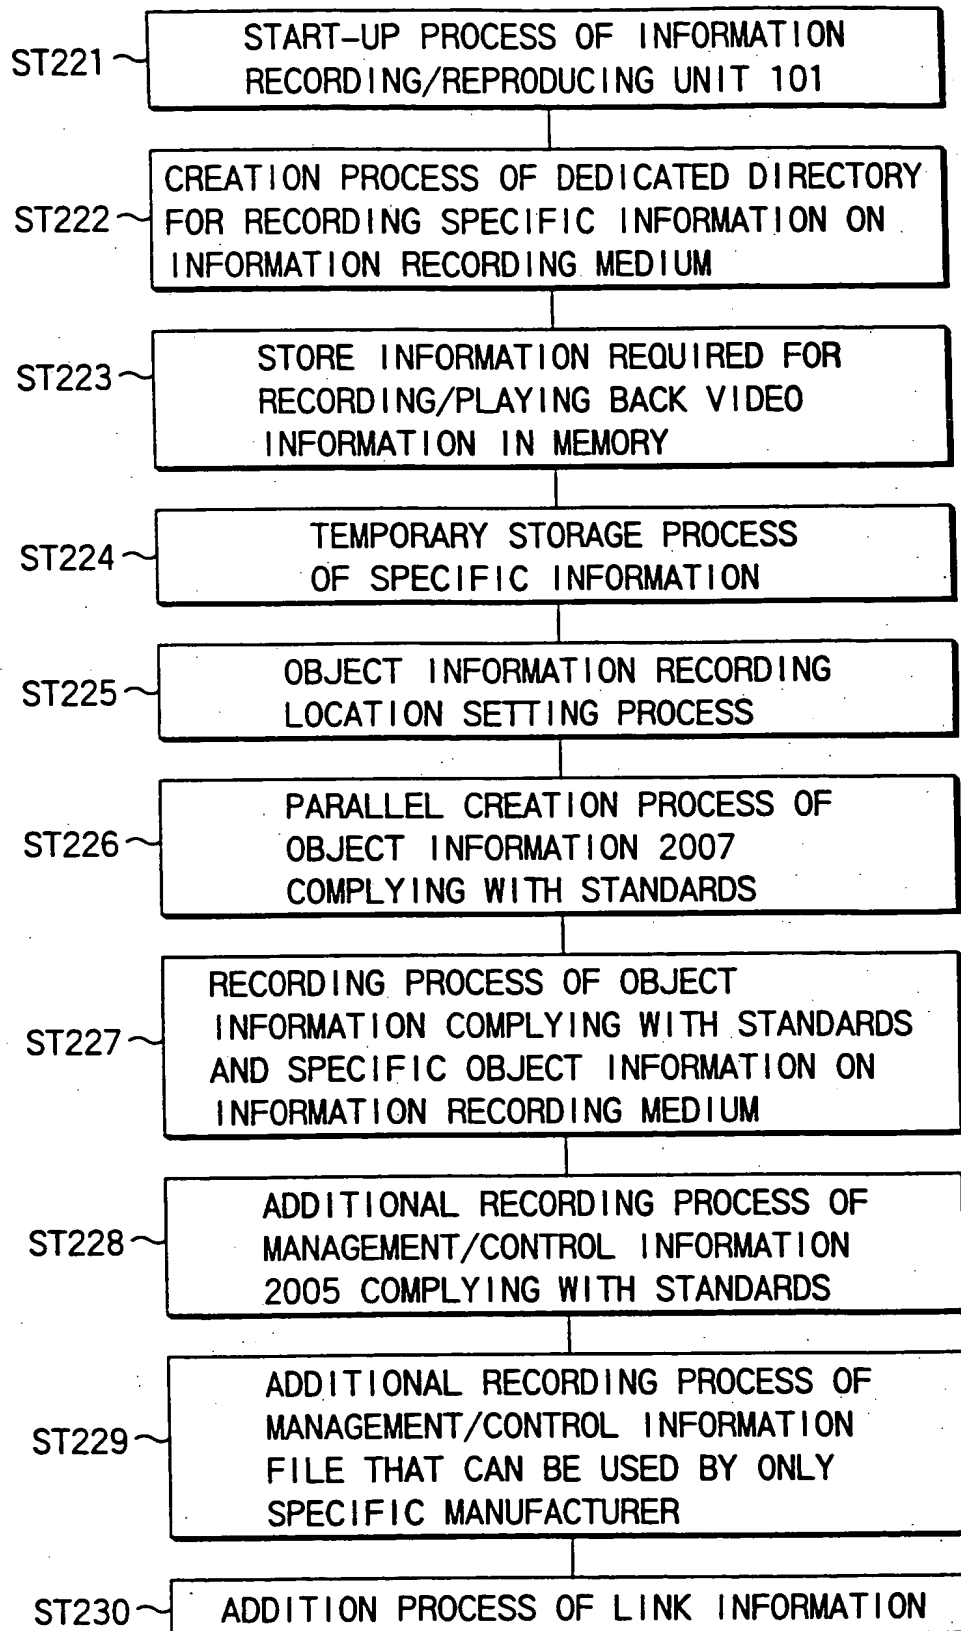 ST221
START-UP PROCESS OF INFORMATION
RECORDING/REPRODUCING UNIT 101
ST222
CREATION PROCESS OF DEDICATED DIRECTORY
FOR RECORDING SPECIFIC INFORMATION ON
INFORMATION RECORDING MEDIUM
ST223
STORE INFORMATION REQUIRED FOR
RECORDING/PLAYING BACK VIDEO
INFORMATION IN MEMORY
ST224
TEMPORARY STORAGE PROCESS
OF SPECIFIC INFORMATION
ST225
OBJECT INFORMATION RECORDING
LOCATION SETTING PROCESS
ST226
PARALLEL CREATION PROCESS OF
OBJECT INFORMATION 2007
COMPLYING WITH STANDARDS
ST227
RECORDING PROCESS OF OBJECT
INFORMATION COMPLYING WITH STANDARDS
AND SPECIFIC OBJECT INFORMATION ON
INFORMATION RECORDING MEDIUM
ST228
ADDITIONAL RECORDING PROCESS OF
MANAGEMENT/CONTROL INFORMATION
2005 COMPLYING WITH STANDARDS
ST229
ADDITIONAL RECORDING PROCESS OF
MANAGEMENT/CONTROL INFORMATION
FILE THAT CAN BE USED BY ONLY
SPECIFIC MANUFACTURER
ST230
ADDITION PROCESS OF LINK INFORMATION